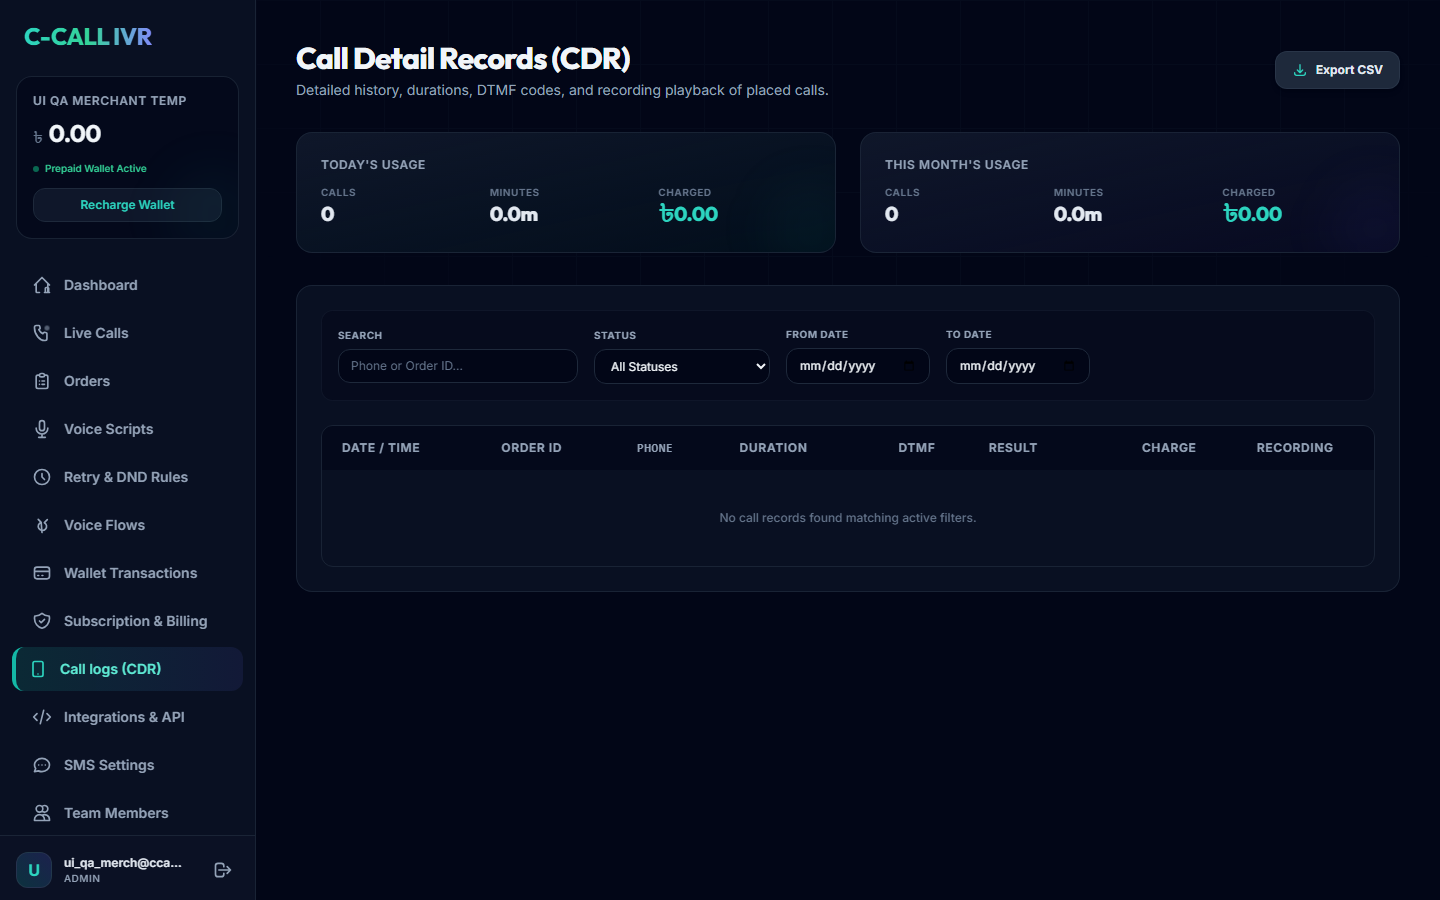 C-CALL IVR
UI QA MERCHANT TEMP
৳ 0.00
Prepaid Wallet Active
Recharge Wallet
Dashboard
Live Calls
Orders
Voice Scripts
Retry & DND Rules
Voice Flows
Wallet Transactions
Subscription & Billing
Call logs (CDR)
Integrations & API
SMS Settings
Team Members
U
ui_qa_merch@cca...
ADMIN
Call Detail Records (CDR)
Detailed history, durations, DTMF codes, and recording playback of placed calls.
Export CSV
TODAY'S USAGE
CALLS MINUTES CHARGED
0 0.0m ৳0.00
THIS MONTH'S USAGE
CALLS MINUTES CHARGED
0 0.0m ৳0.00
SEARCH STATUS FROM DATE TO DATE
Phone or Order ID... All Statuses mm/dd/yyyy mm/dd/yyyy
DATE / TIME ORDER ID PHONE DURATION DTMF RESULT CHARGE RECORDING
No call records found matching active filters.